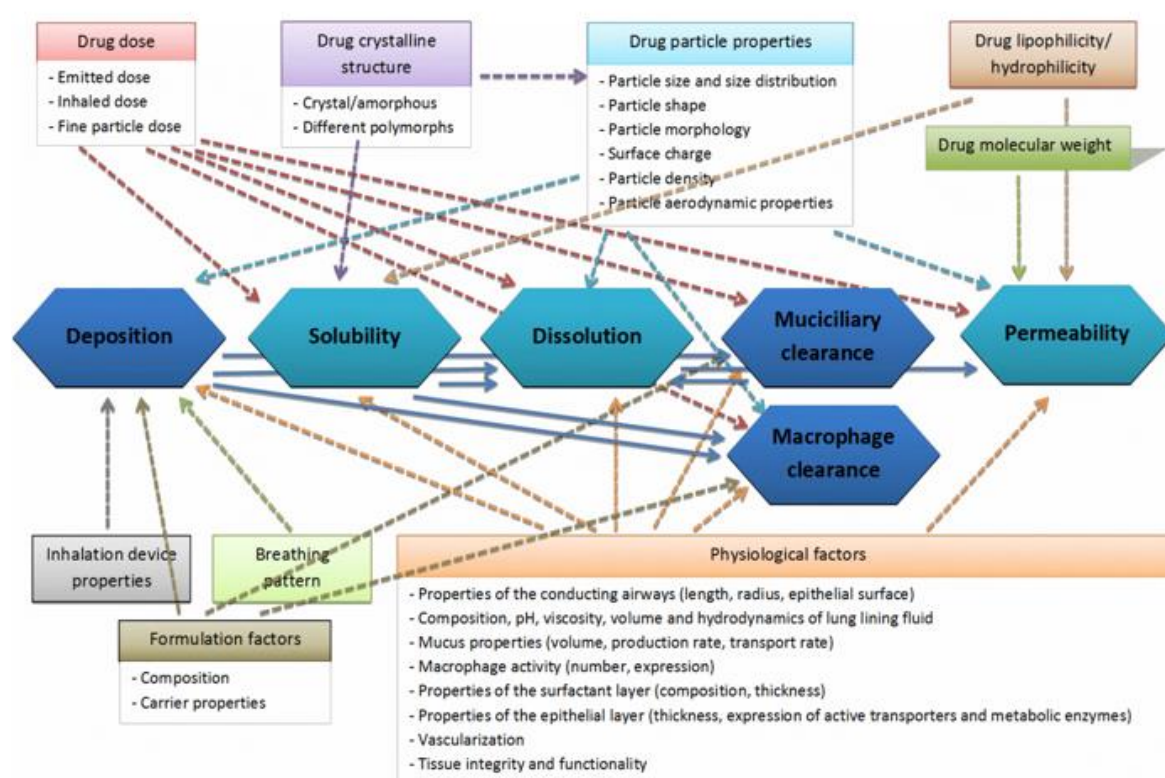 Drug dose
- Emitted dose
- Inhaled dose
- Fine particle dose
Drug crystalline
structure
- Crystal/amorphous
- Different polymorphs
Drug particle properties
- Particle size and size distribution
- Particle shape
- Particle morphology
- Surface charge
- Particle density
- Particle aerodynamic properties
Drug lipophilicity/
hydrophilicity
Drug molecular weight
Deposition
Solubility
Dissolution
Muciciliary
clearance
Permeability
Macrophage
clearance
Inhalation device
properties
Breathing
pattern
Formulation factors
- Composition
- Carrier properties
Physiological factors
- Properties of the conducting airways (length, radius, epithelial surface)
- Composition, pH, viscosity, volume and hydrodynamics of lung lining fluid
- Mucus properties (volume, production rate, transport rate)
- Macrophage activity (number, expression)
- Properties of the surfactant layer (composition, thickness)
- Properties of the epithelial layer (thickness, expression of active transporters and metabolic enzymes)
- Vascularization
- Tissue integrity and functionality